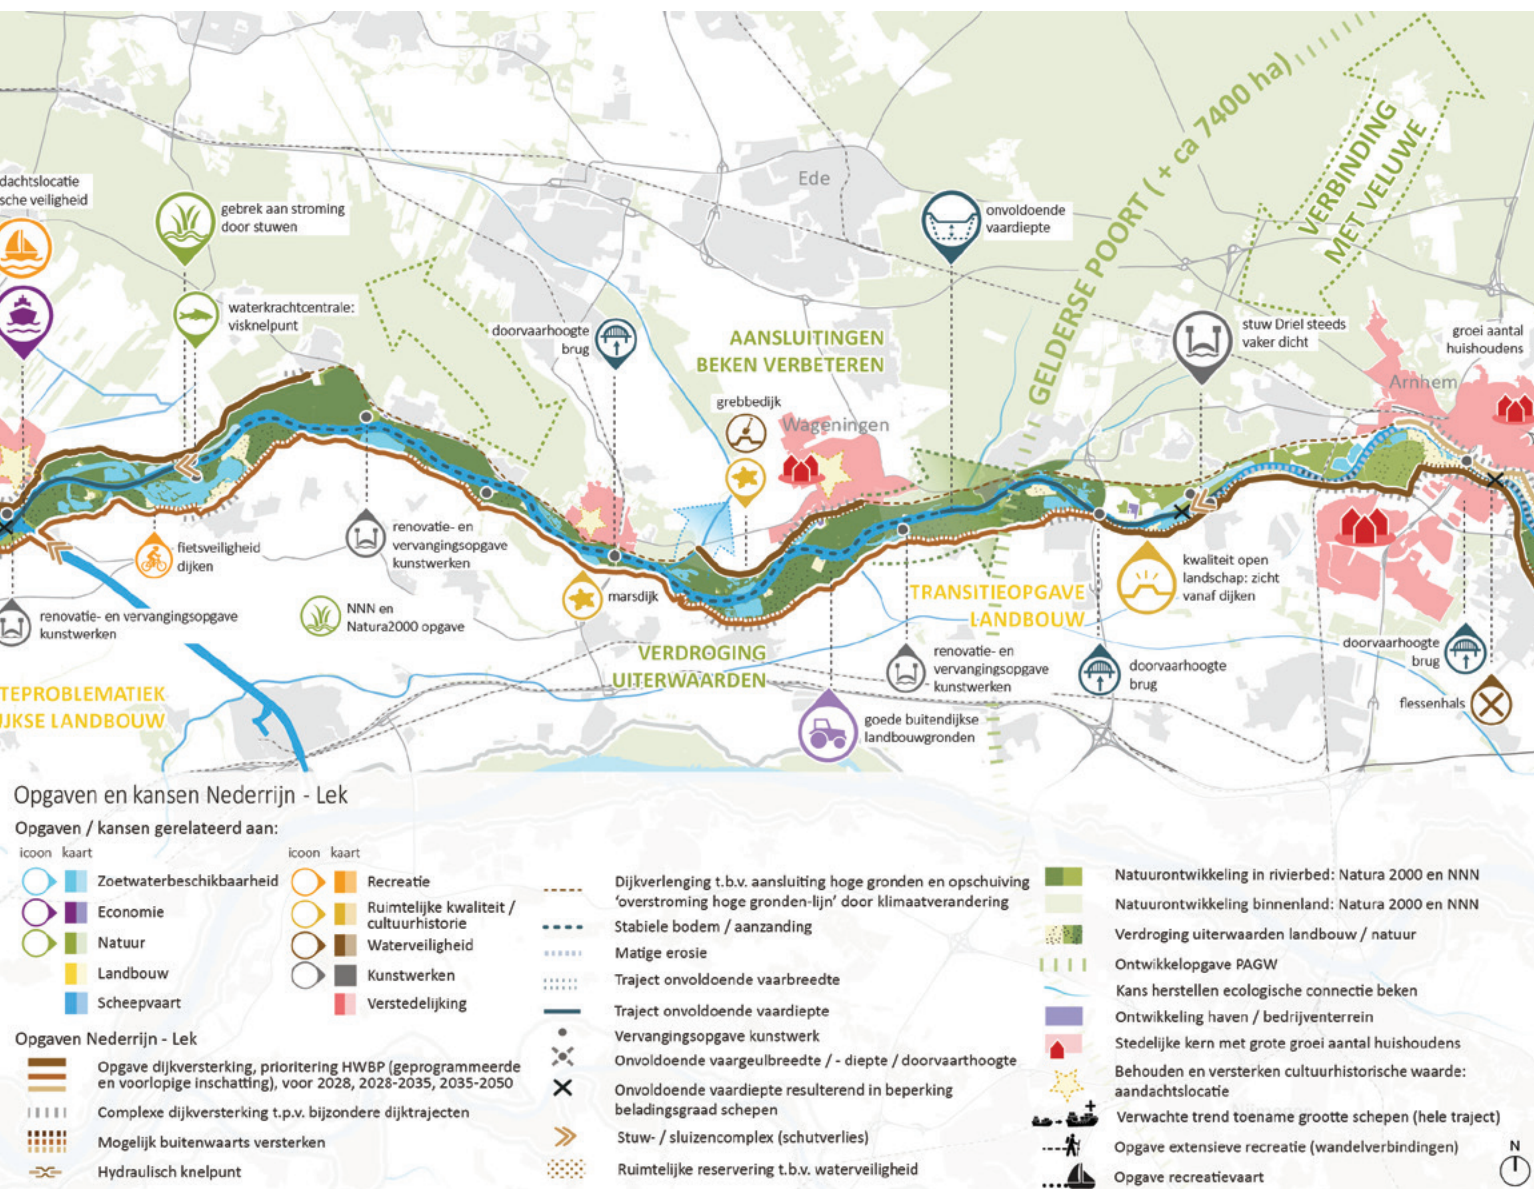 dachtslocatie
sche veiligheid
gebrek aan stroming
door stuwen
waterkrachtcentrale:
visknelpunt
Ede
onvoldoende
vaardiepte
GELDERSE POORT (+ ca 7400 ha)
VERBINDING
MET VELUWE
doorvaarhoogte
brug
AANSLUITINGEN
BEKEN VERBETEREN
stuw Driel steeds
vaker dicht
groei aantal
huishoudens
Arnhem
grebbedijk
Wageningen
fietsveiligheid
dijken
renovatie- en
vervangingsopgave
kunstwerken
marsdijk
kwaliteit open
landschap: zicht
vanaf dijken
TRANSITIEOPGAVE
LANDBOUW
renovatie- en vervangingsopgave
kunstwerken
NNN en
Natura2000 opgave
VERDROGING
UITERWAARDEN
renovatie- en
vervangingsopgave
kunstwerken
doorvaarhoogte
brug
doorvaarhoogte
brug
flessenhals
TEPROBLEMATIEK
IJKSE LANDBOUW
goede buitendijkse
landbouwgronden
Opgaven en kansen Nederrijn - Lek
Opgaven / kansen gerelateerd aan:
icoon kaart
Zoetwaterbeschikbaarheid
Economie
Natuur
Landbouw
Scheepvaart
icoon kaart
Recreatie
Ruimtelijke kwaliteit /
cultuurhistorie
Waterveiligheid
Kunstwerken
Verstedelijking
Opgaven Nederrijn - Lek
Opgave dijkversterking, prioritering HWBP (geprogrammeerde
en voorlopige inschatting), voor 2028, 2028-2035, 2035-2050
Complexe dijkversterking t.p.v. bijzondere dijktrajecten
Mogelijk buitenwaarts versterken
Hydraulisch knelpunt
Dijkverlenging t.b.v. aansluiting hoge gronden en opschuiving
'overstroming hoge gronden-lijn' door klimaatverandering
Stabiele bodem / aanzanding
Matige erosie
Traject onvoldoende vaarbreedte
Traject onvoldoende vaardiepte
Vervangingsopgave kunstwerk
Onvoldoende vaargeulbreedte / - diepte / doorvaarthoogte
Onvoldoende vaardiepte resulterend in beperking
beladingsgraad schepen
Stuw- / sluizencomplex (schutverlies)
Ruimtelijke reservering t.b.v. waterveiligheid
Natuurontwikkeling in rivierbed: Natura 2000 en NNN
Natuurontwikkeling binnenland: Natura 2000 en NNN
Verdroging uiterwaarden landbouw / natuur
Ontwikkelopgave PAGW
Kans herstellen ecologische connectie beken
Ontwikkeling haven / bedrijventerrein
Stedelijke kern met grote groei aantal huishoudens
Behouden en versterken cultuurhistorische waarde:
aandachtslocatie
Verwachte trend toename grootte schepen (hele traject)
Opgave extensieve recreatie (wandelverbindingen)
Opgave recreatievaart
N